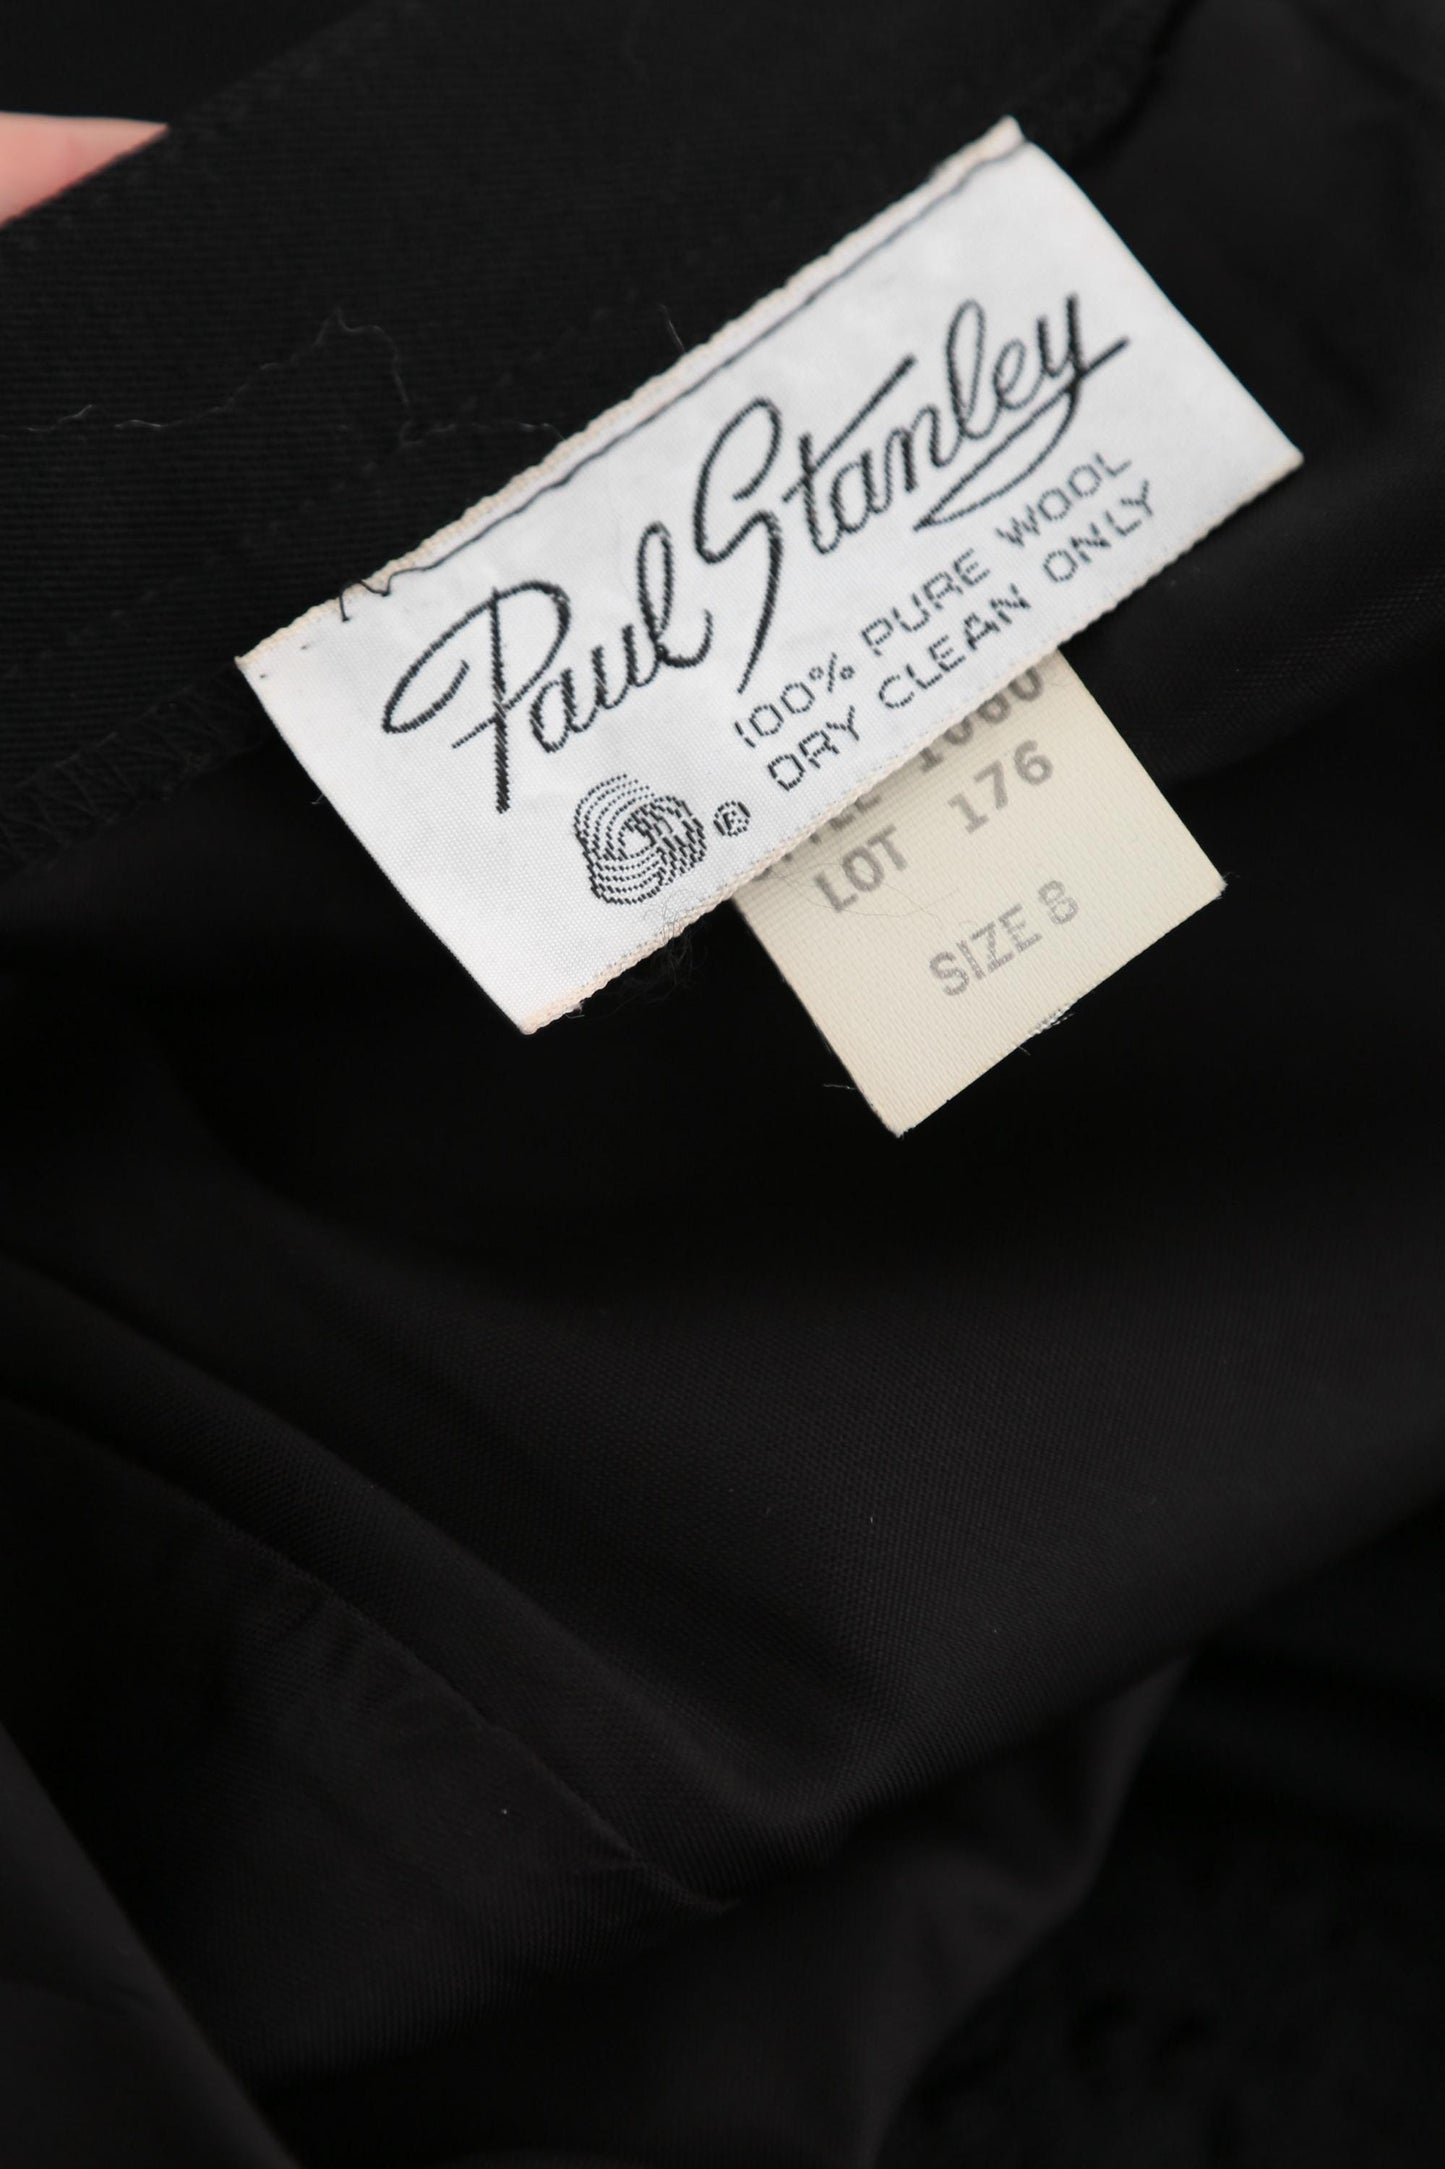 Paul Stanley
100% PURE WOOL
DRY CLEAN ONLY
®
LOT 176
SIZE 8